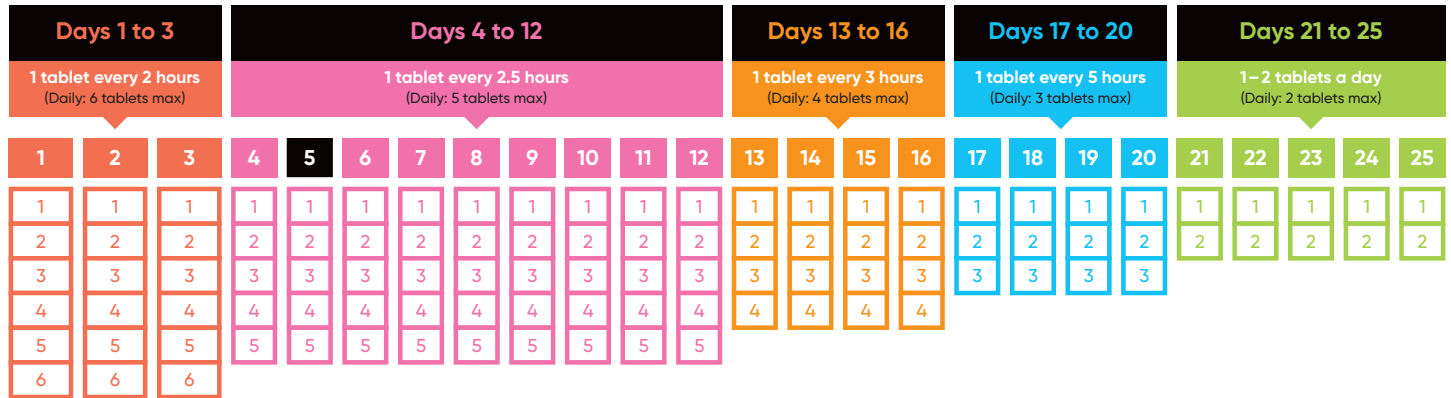 Days 1 to 3
1 tablet every 2 hours
(Daily: 6 tablets max)
Days 4 to 12
1 tablet every 2.5 hours
(Daily: 5 tablets max)
Days 13 to 16
1 tablet every 3 hours
(Daily: 4 tablets max)
Days 17 to 20
1 tablet every 5 hours
(Daily: 3 tablets max)
Days 21 to 25
1–2 tablets a day
(Daily: 2 tablets max)
1 2 3 4 5 6 7 8 9 10 11 12 13 14 15 16 17 18 19 20 21 22 23 24 25
1 1 1 1 1 1 1 1 1 1 1 1 1 1 1 1 1 1 1 1 1 1 1 1 1
2 2 2 2 2 2 2 2 2 2 2 2 2 2 2 2 2 2 2 2 2 2 2 2 2
3 3 3 3 3 3 3 3 3 3 3 3 3 3 3 3 3 3 3 3
4 4 4 4 4 4 4 4 4 4 4 4 4 4 4 4
5 5 5 5 5 5 5 5 5 5 5 5
6 6 6